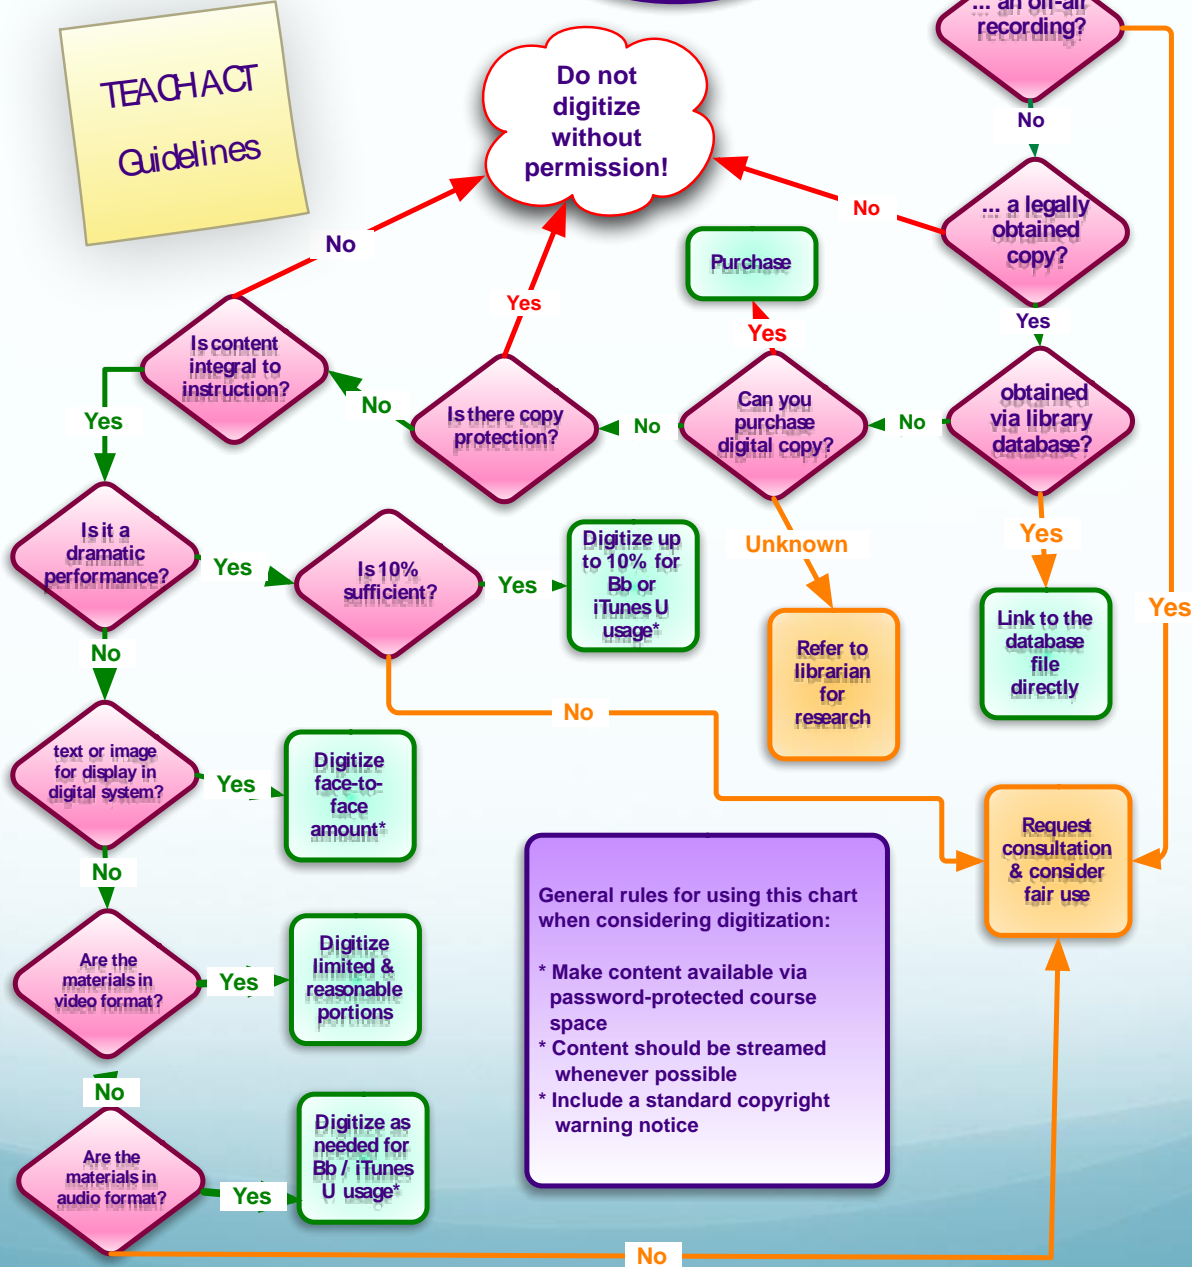 TEACH ACT
Guidelines
Do not
digitize
without
permission!
... an off-air
recording?
No
... a legally
obtained
copy?
No
Yes
obtained
via library
database?
Yes
Link to the
database
file
directly
Yes
No
Can you
purchase
digital copy?
Yes
Purchase
Unknown
Refer to
librarian
for
research
No
Is there copy
protection?
Yes
No
Is content
integral to
instruction?
No
Yes
Is it a
dramatic
performance?
Yes
Is 10%
sufficient?
Yes
Digitize up
to 10% for
Bb or
iTunes U
usage*
No
No
text or image
for display in
digital system?
Yes
Digitize
face-to-
face
amount*
No
Are the
materials in
video format?
Yes
Digitize
limited &
reasonable
portions
No
Are the
materials in
audio format?
Yes
Digitize as
needed for
Bb / iTunes
U usage*
No
Request
consultation
& consider
fair use
General rules for using this chart
when considering digitization:
* Make content available via
password-protected course
space
* Content should be streamed
whenever possible
* Include a standard copyright
warning notice